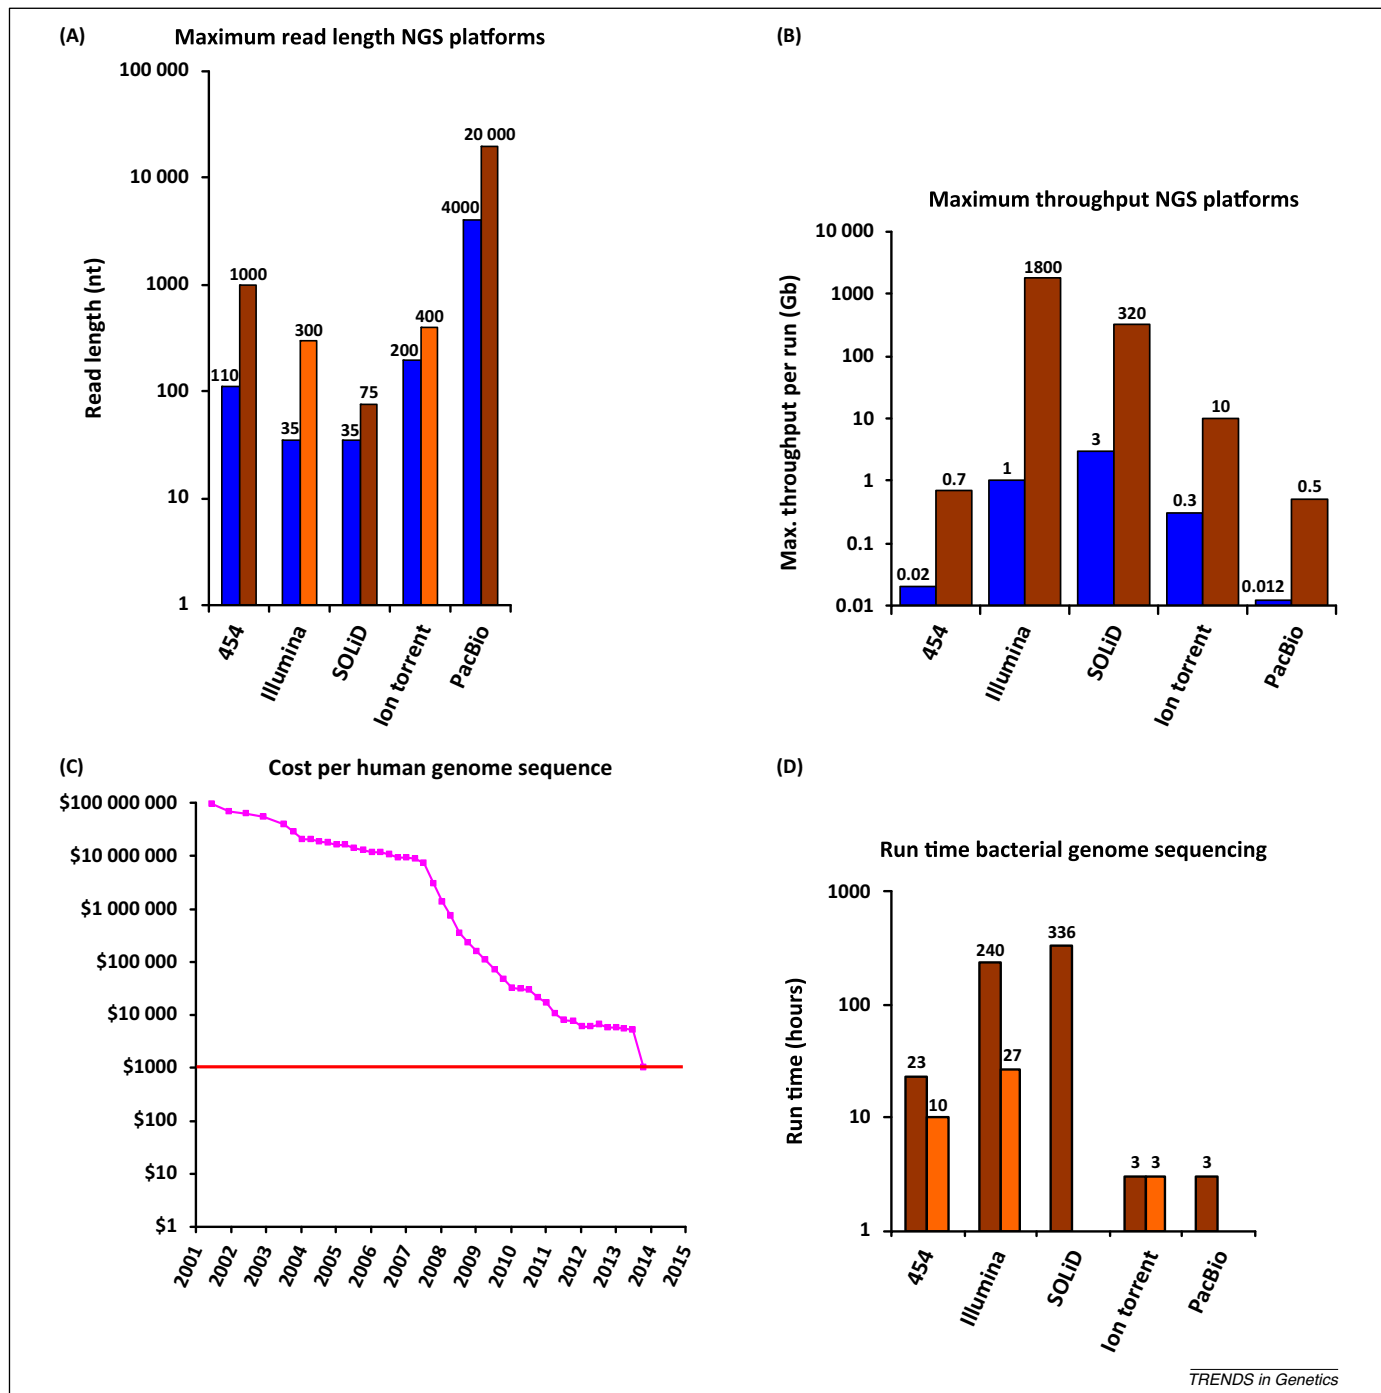 (A)
Maximum read length NGS platforms
100 000
10 000
1000
100
10
1
Read length (nt)
110
1000
35
300
35
75
200
400
4000
20 000
454
Illumina
SOLiD
Ion torrent
PacBio
(B)
Maximum throughput NGS platforms
10 000
1000
100
10
1
0.1
0.01
Max. throughput per run (Gb)
0.02
0.7
1
1800
3
320
0.3
10
0.012
0.5
454
Illumina
SOLiD
Ion torrent
PacBio
(C)
Cost per human genome sequence
$100 000 000
$10 000 000
$1 000 000
$100 000
$10 000
$1000
$100
$10
$1
2001
2002
2003
2004
2005
2006
2007
2008
2009
2010
2011
2012
2013
2014
2015
(D)
Run time bacterial genome sequencing
1000
100
10
1
Run time (hours)
23
10
240
27
336
3
3
3
454
Illumina
SOLiD
Ion torrent
PacBio
TRENDS in Genetics